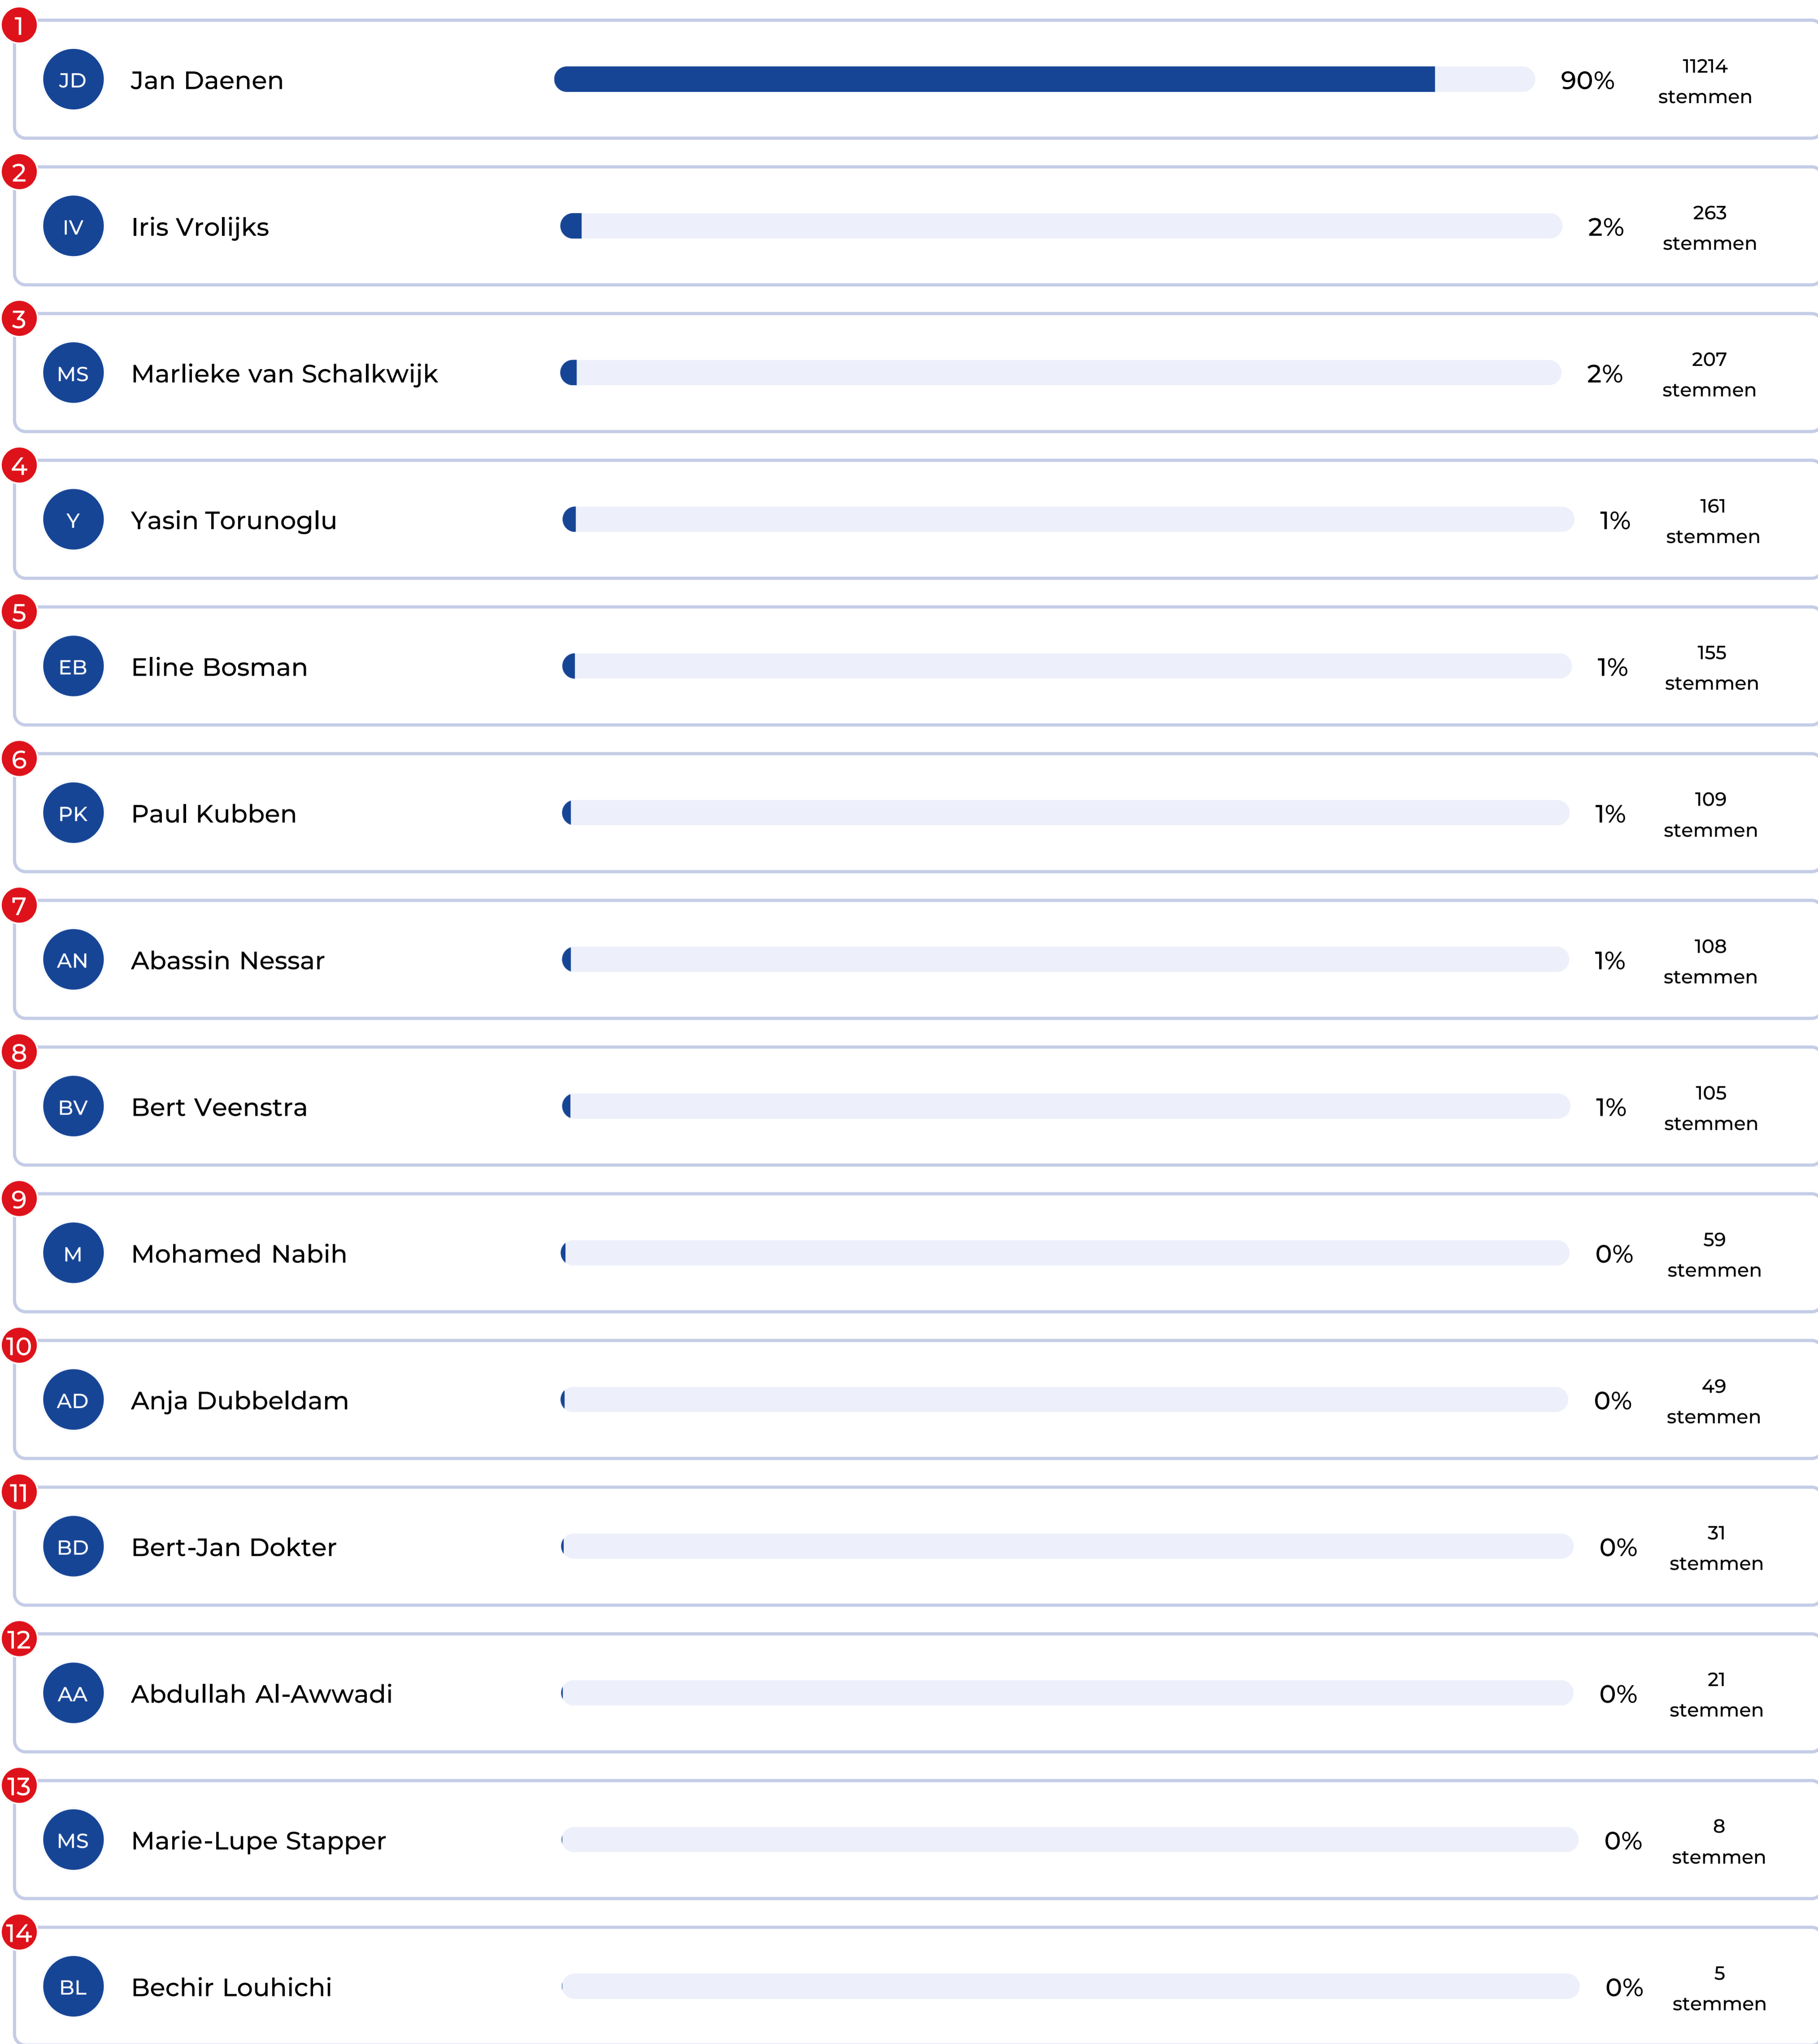 1
JD Jan Daenen 90% 11214 stemmen
2
IV Iris Vrolijks 2% 263 stemmen
3
MS Marlieke van Schalkwijk 2% 207 stemmen
4
Y Yasin Torunoglu 1% 161 stemmen
5
EB Eline Bosman 1% 155 stemmen
6
PK Paul Kubben 1% 109 stemmen
7
AN Abassin Nessar 1% 108 stemmen
8
BV Bert Veenstra 1% 105 stemmen
9
M Mohamed Nabih 0% 59 stemmen
10
AD Anja Dubbeldam 0% 49 stemmen
11
BD Bert-Jan Dokter 0% 31 stemmen
12
AA Abdullah Al-Awwadi 0% 21 stemmen
13
MS Marie-Lupe Stapper 0% 8 stemmen
14
BL Bechir Louhichi 0% 5 stemmen